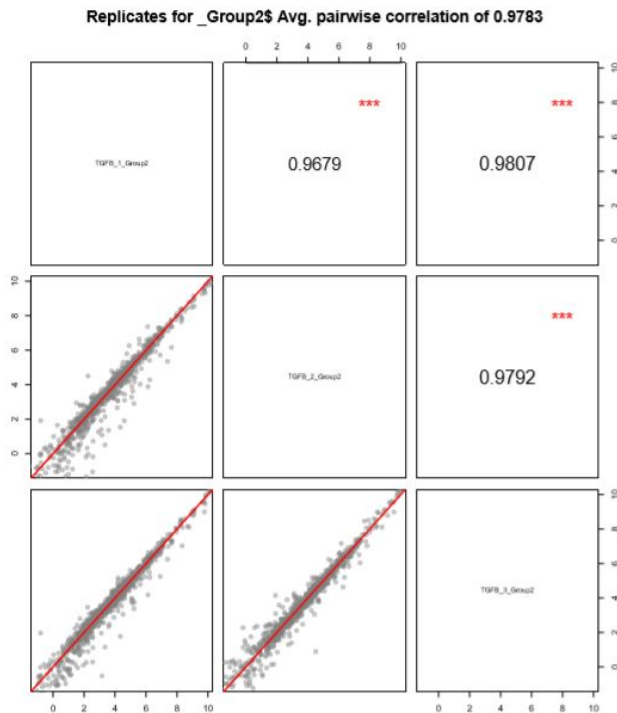 Replicates for _Group2$ Avg. pairwise correlation of 0.9783
0 2 4 6 8 10
TGFB_1_Group2
***
0.9679
***
0.9807
0 2 4 6 8 10
0 2 4 6 8 10
TGFB_2_Group2
***
0.9792
TGFB_3_Group2
0 2 4 6 8 10
0 2 4 6 8 10
0 2 4 6 8 10